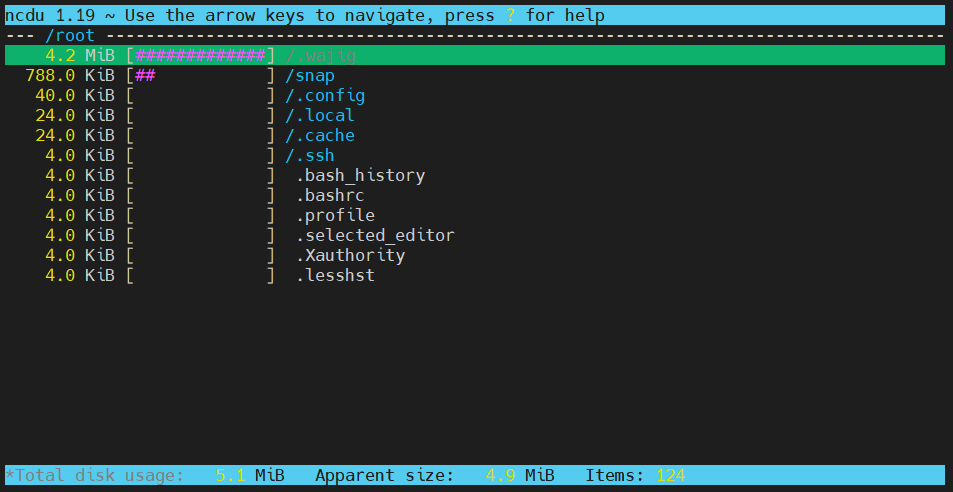 ncdu 1.19 ~ Use the arrow keys to navigate, press ? for help
--- /root ------------------------------------------------------------------------------------
    4.2 MiB [#############] /.wajig
  788.0 KiB [##           ] /snap
   40.0 KiB [             ] /.config
   24.0 KiB [             ] /.local
   24.0 KiB [             ] /.cache
    4.0 KiB [             ] /.ssh
    4.0 KiB [             ]  .bash_history
    4.0 KiB [             ]  .bashrc
    4.0 KiB [             ]  .profile
    4.0 KiB [             ]  .selected_editor
    4.0 KiB [             ]  .Xauthority
    4.0 KiB [             ]  .lesshst
*Total disk usage:   5.1 MiB   Apparent size:   4.9 MiB   Items: 124